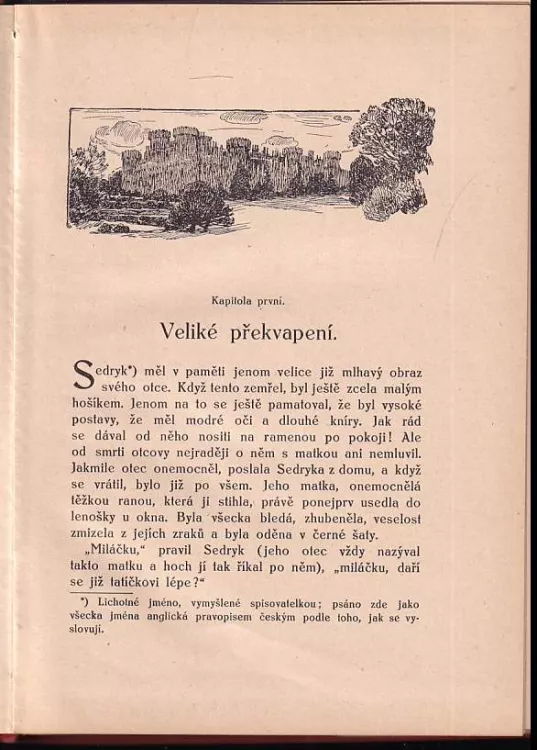 Kapitola první.
Veliké překvapení.
Sedryk*) měl v paměti jenom velice již mlhavý obraz
svého otce. Když tento zemřel, byl ještě zcela malým
hošíkem. Jenom na to se ještě pamatoval, že byl vysoké
postavy, že měl modré oči a dlouhé kníry. Jak rád
se dával od něho nositi na ramenou po pokoji! Ale
od smrti otcovy nejraději o něm s matkou ani nemluvil.
Jakmile otec onemocněl, poslala Sedryka z domu, a když
se vrátil, bylo již po všem. Jeho matka, onemocnělá
těžkou ranou, která ji stihla, právě ponejprv usedla do
lenošky u okna. Byla všecka bledá, zhubeněla, veselost
zmizela z jejích zraků a byla oděna v černé šaty.
„Miláčku,“ pravil Sedryk (jeho otec vždy nazýval
takto matku a hoch jí tak říkal po něm), „miláčku, daří
se již tatíčkovi lépe?“
*) Lichotné jméno, vymyšlené spisovatelkou; psáno zde jako
všecka jména anglická pravopisem českým podle toho, jak se vy-
slovují.